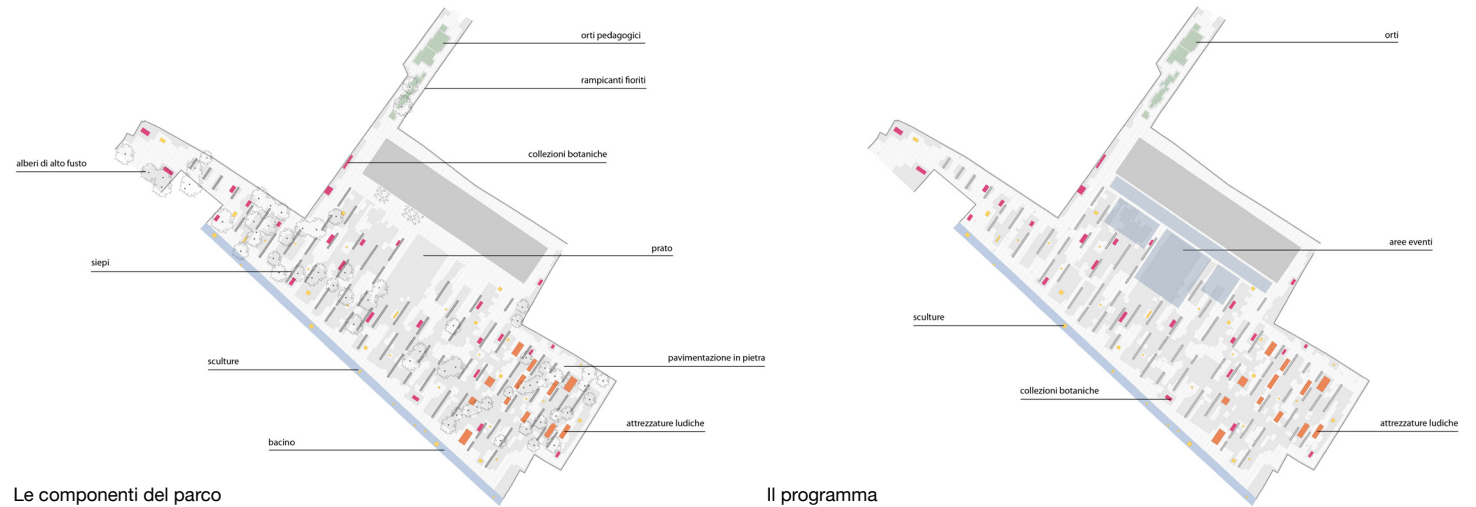 orti pedagogici
rampicanti fioriti
collezioni botaniche
alberi di alto fusto
prato
siepi
sculture
pavimentazione in pietra
attrezzature ludiche
bacino
Le componenti del parco
orti
aree eventi
sculture
collezioni botaniche
attrezzature ludiche
Il programma